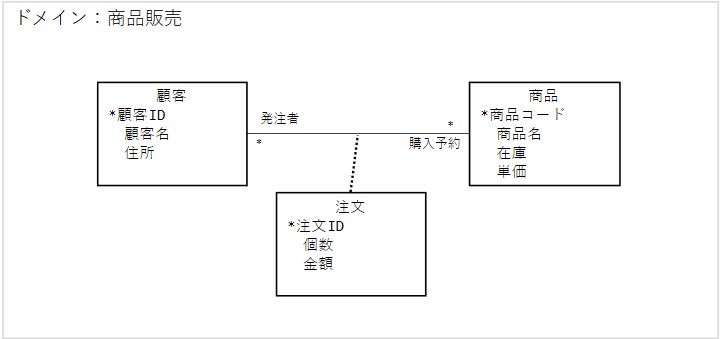 ドメイン：商品販売
顧客
*顧客ID
顧客名
住所
発注者
*
*
購入予約
商品
*商品コード
商品名
在庫
単価
注文
*注文ID
個数
金額